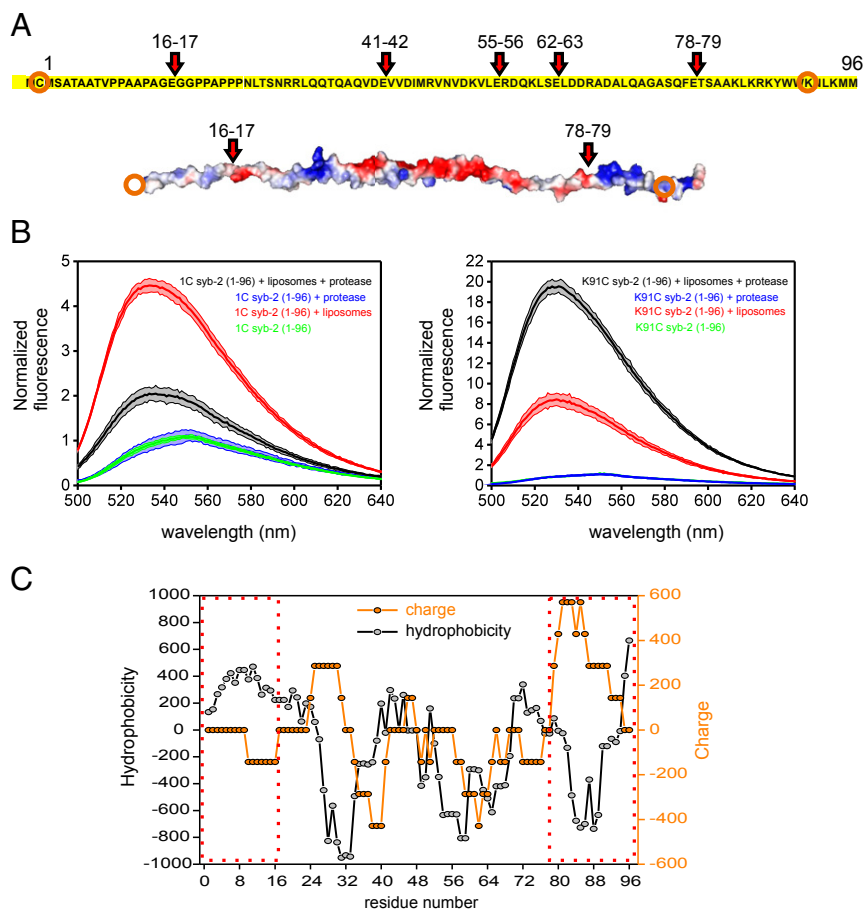 A
1 16-17 41-42 55-56 62-63 78-79 96
MCMSATAATVPPAAPAGEGGPPAPPPNLTSNRRLQQTQAQVDEVVDIMRVNVDKVLERDQKLSELDDRADALQAGASQFETSAAKLKRKYWWKNLKMM
16-17 78-79
B
Normalized fluorescence
5
4
3
2
1
0
500 520 540 560 580 600 620 640
wavelength (nm)
1C syb-2 (1-96) + liposomes + protease
1C syb-2 (1-96) + protease
1C syb-2 (1-96) + liposomes
1C syb-2 (1-96)
Normalized fluorescence
22
20
18
16
14
12
10
8
6
4
2
0
500 520 540 560 580 600 620 640
wavelength (nm)
K91C syb-2 (1-96) + liposomes + protease
K91C syb-2 (1-96) + protease
K91C syb-2 (1-96) + liposomes
K91C syb-2 (1-96)
C
Hydrophobicity
1000
800
600
400
200
0
-200
-400
-600
-800
-1000
charge
hydrophobicity
600
400
200
0
-200
-400
-600
Charge
0 8 16 24 32 40 48 56 64 72 80 88 96
residue number